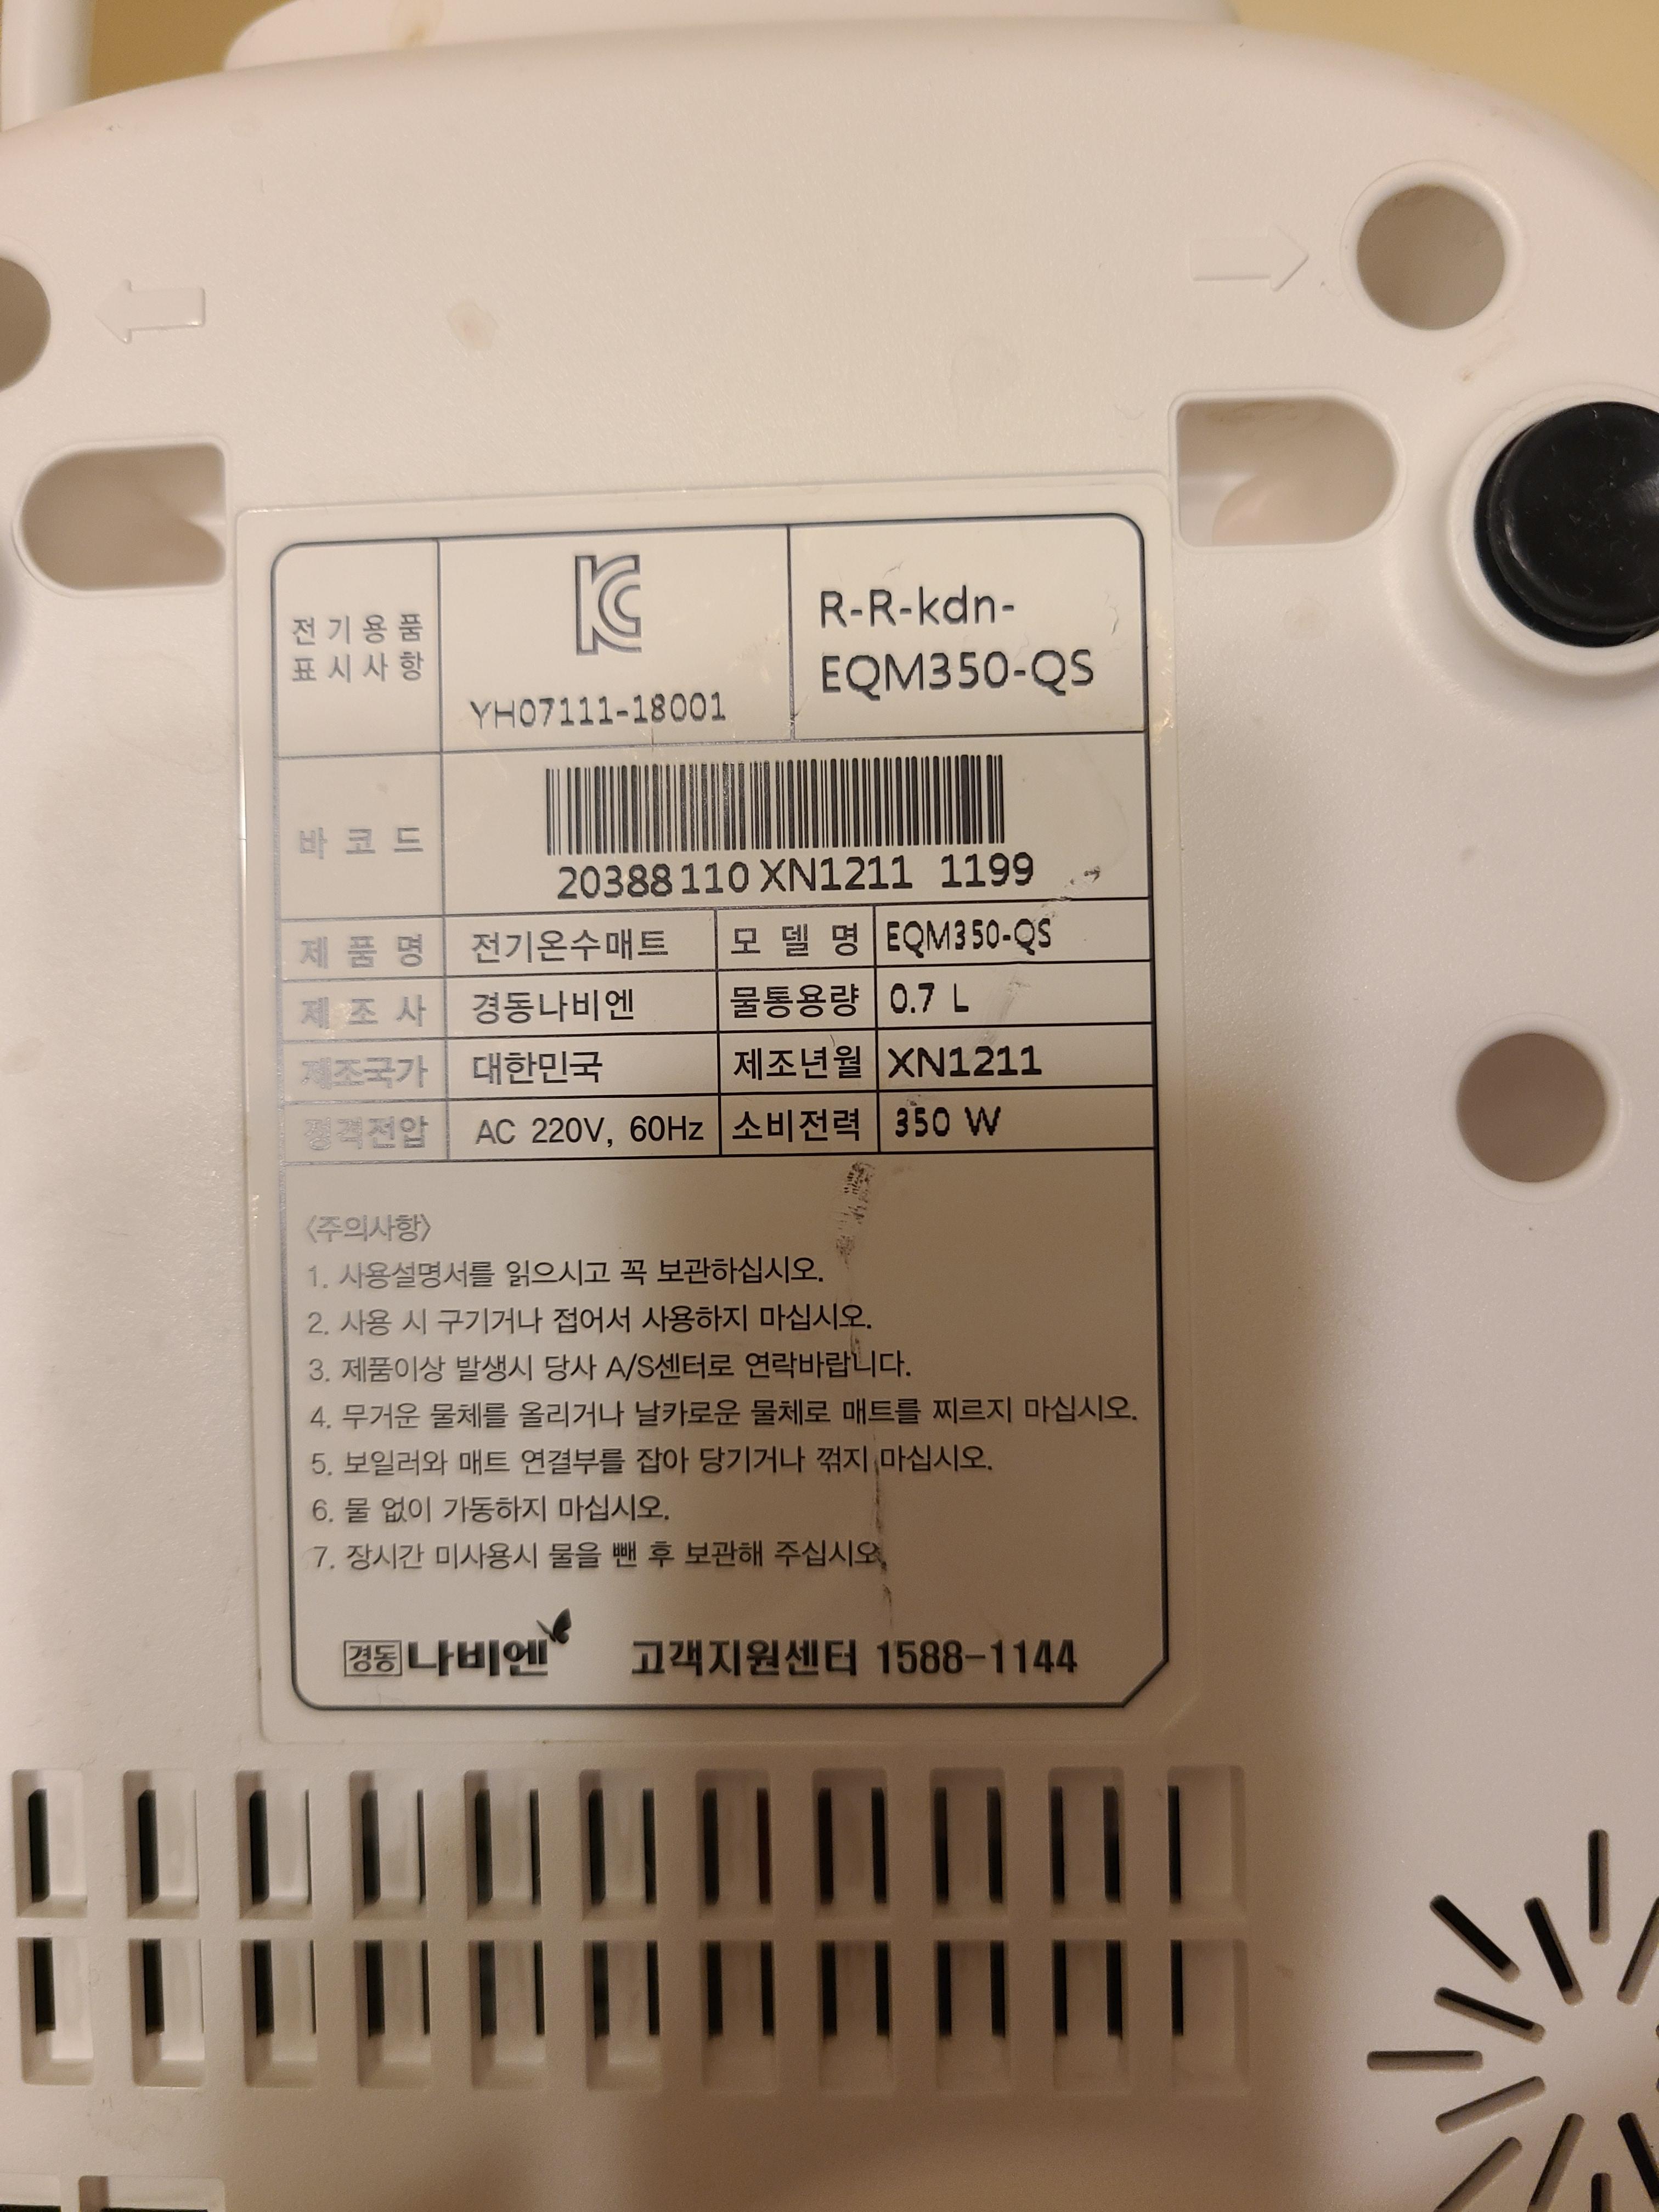 전기용품
표시사항
KC
YH07111-18001
R-R-kdn-
EQM350-QS
바코드
20388110 XN1211 1199
제품명 전기온수매트 모델명 EQM350-QS
제조사 경동나비엔 물통용량 0.7 L
제조국가 대한민국 제조년월 XN1211
정격전압 AC 220V, 60Hz 소비전력 350 W
<주의사항>
1. 사용설명서를 읽으시고 꼭 보관하십시오.
2. 사용 시 구기거나 접어서 사용하지 마십시오.
3. 제품이상 발생시 당사 A/S센터로 연락바랍니다.
4. 무거운 물체를 올리거나 날카로운 물체로 매트를 찌르지 마십시오.
5. 보일러와 매트 연결부를 잡아 당기거나 꺾지 마십시오.
6. 물 없이 가동하지 마십시오.
7. 장시간 미사용시 물을 뺀 후 보관해 주십시오.
경동 나비엔 고객지원센터 1588-1144